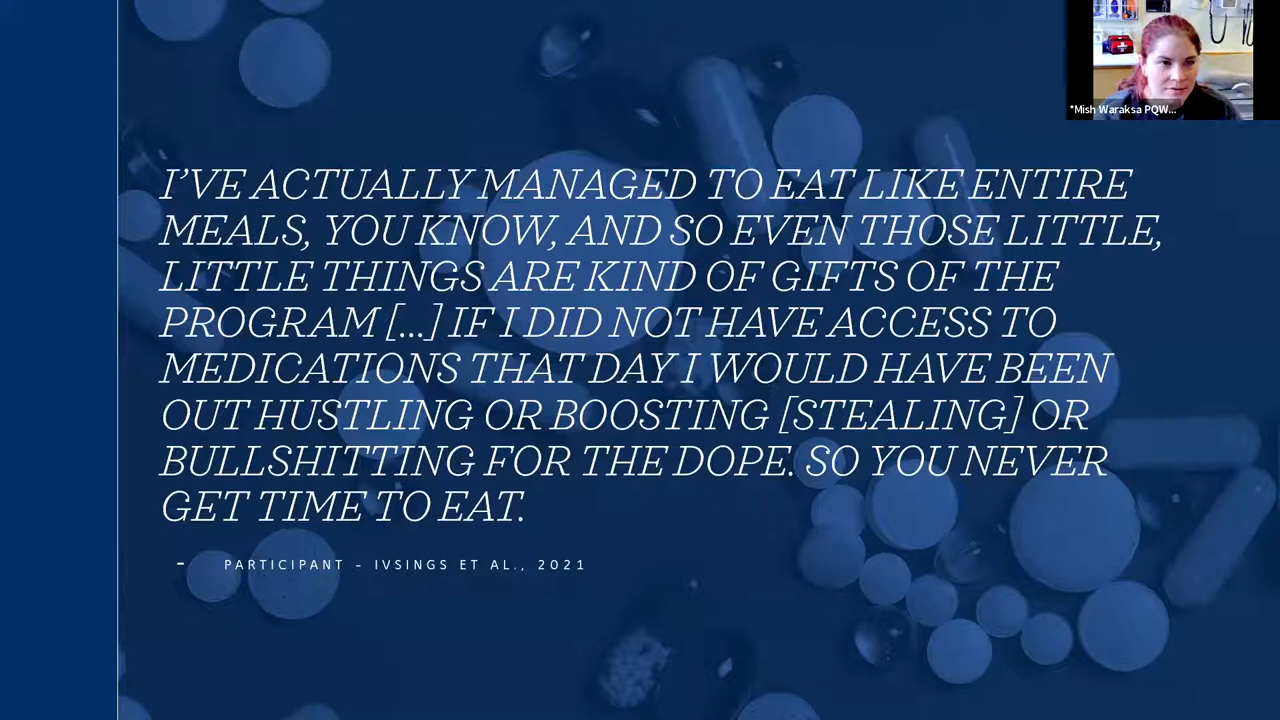 *Mish Waraksa PQW...
I'VE ACTUALLY MANAGED TO EAT LIKE ENTIRE
MEALS, YOU KNOW, AND SO EVEN THOSE LITTLE,
LITTLE THINGS ARE KIND OF GIFTS OF THE
PROGRAM [...] IF I DID NOT HAVE ACCESS TO
MEDICATIONS THAT DAY I WOULD HAVE BEEN
OUT HUSTLING OR BOOSTING [STEALING] OR
BULLSHITTING FOR THE DOPE. SO YOU NEVER
GET TIME TO EAT.
- PARTICIPANT - IVSINGS ET AL., 2021